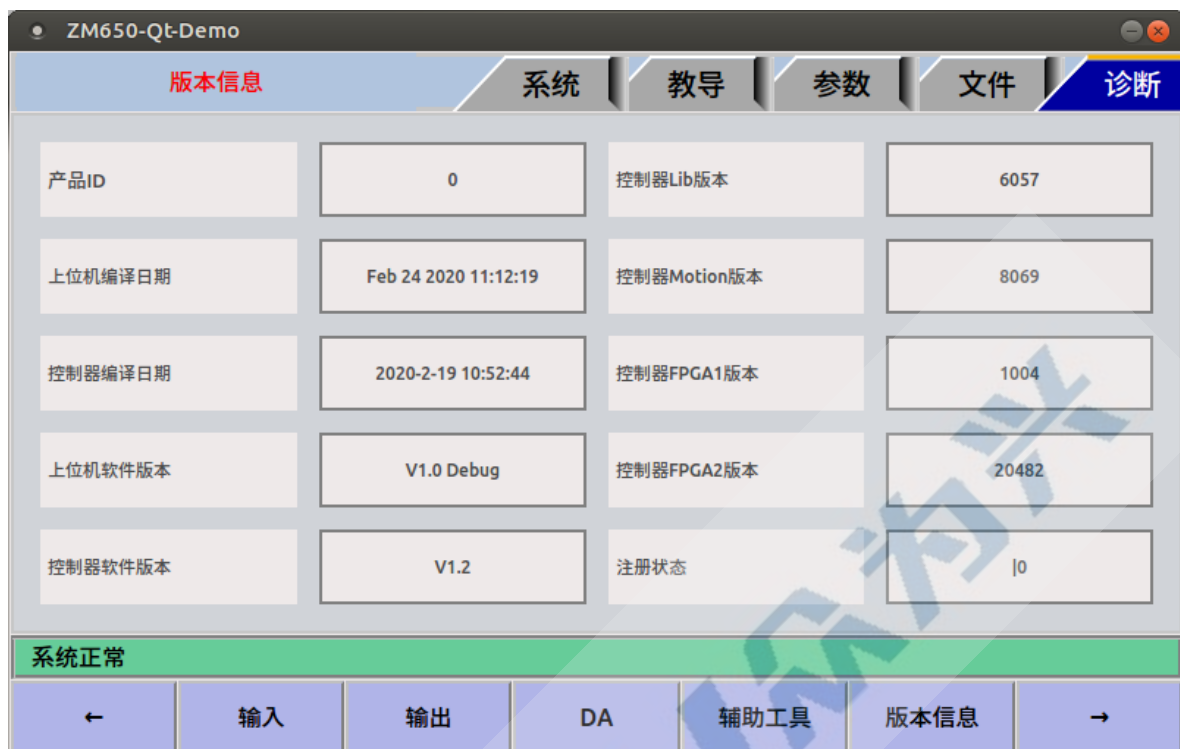 ZM650-Qt-Demo
版本信息 系统 教导 参数 文件 诊断
产品ID 0 控制器Lib版本 6057
上位机编译日期 Feb 24 2020 11:12:19 控制器Motion版本 8069
控制器编译日期 2020-2-19 10:52:44 控制器FPGA1版本 1004
上位机软件版本 V1.0 Debug 控制器FPGA2版本 20482
控制器软件版本 V1.2 注册状态 |0
系统正常
← 输入 输出 DA 辅助工具 版本信息 →
众为兴